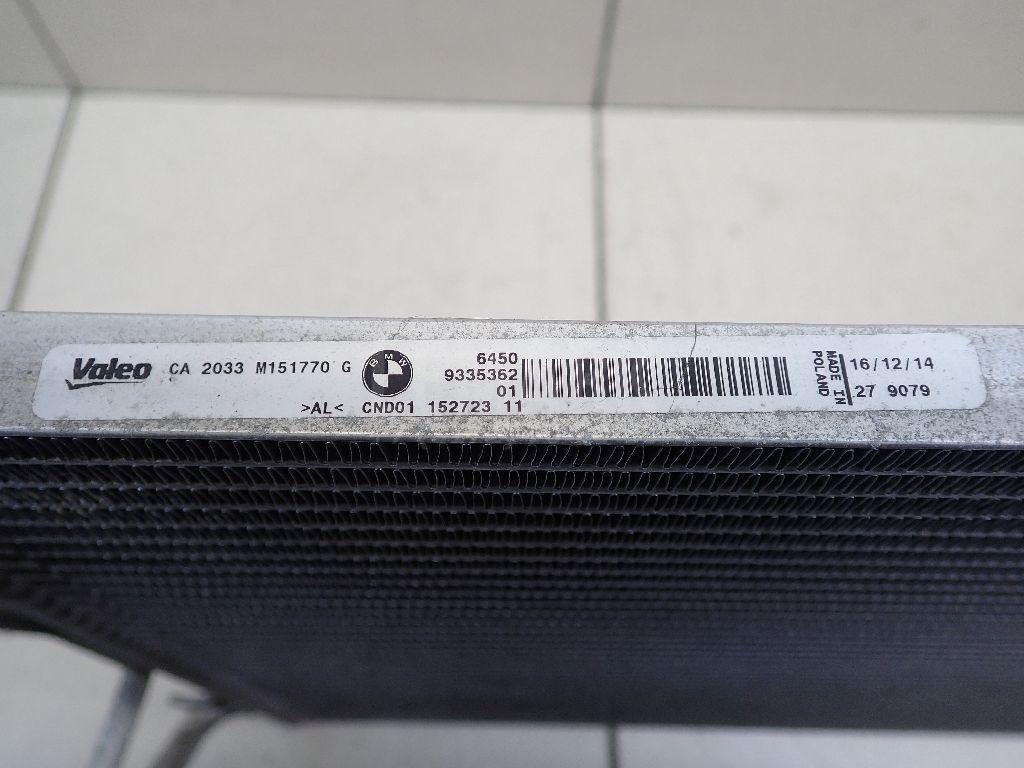 Valeo CA 2033 M151770 G
BMW
6450
9335362
01
>AL< CND01 152723 11
MADE IN
POLAND
16/12/14
27 9079